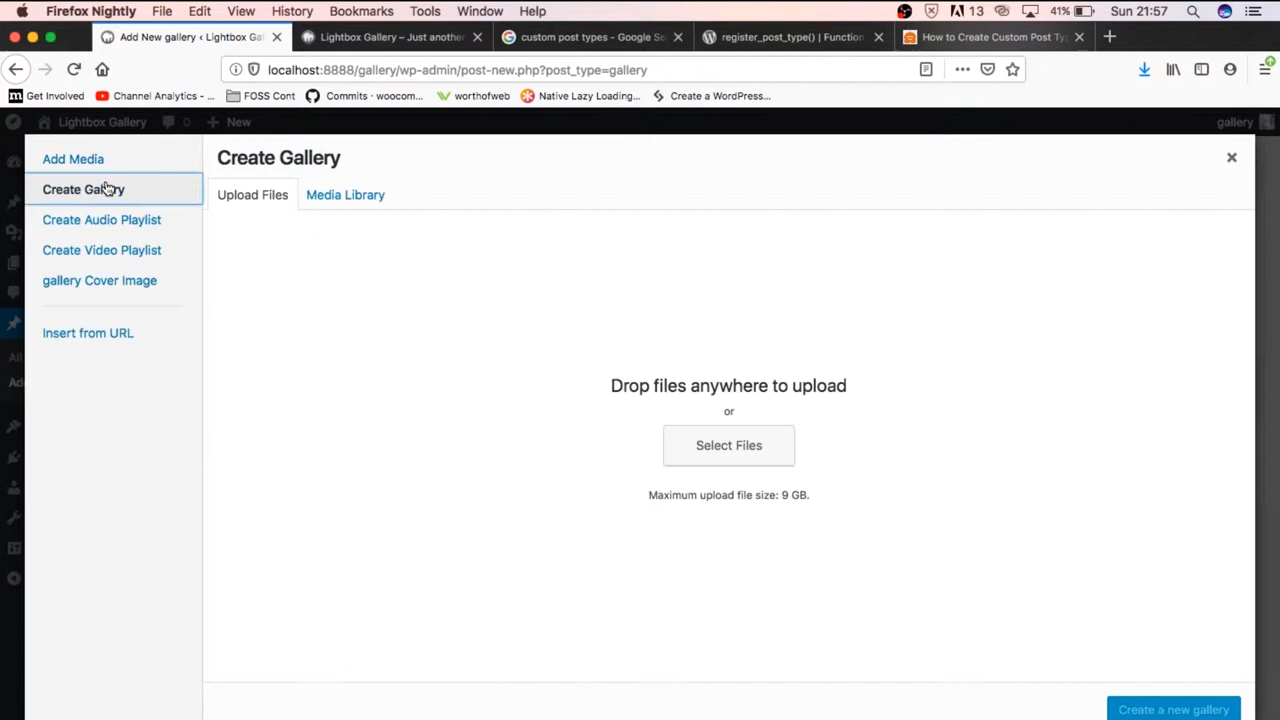 Firefox Nightly File Edit View History Bookmarks Tools Window Help 13 41% Sun 21:57
Add New gallery ‹ Lightbox Gal Lightbox Gallery – Just another custom post types - Google Se register_post_type() | Function How to Create Custom Post Typ
localhost:8888/gallery/wp-admin/post-new.php?post_type=gallery
Get Involved Channel Analytics - ... FOSS Cont Commits · woocom... worthofweb Native Lazy Loading... Create a WordPress...
Lightbox Gallery 0 New gallery
Add Media
Create Gallery
Create Audio Playlist
Create Video Playlist
gallery Cover Image
Insert from URL
Create Gallery
Upload Files Media Library
Drop files anywhere to upload
or
Select Files
Maximum upload file size: 9 GB.
Create a new gallery